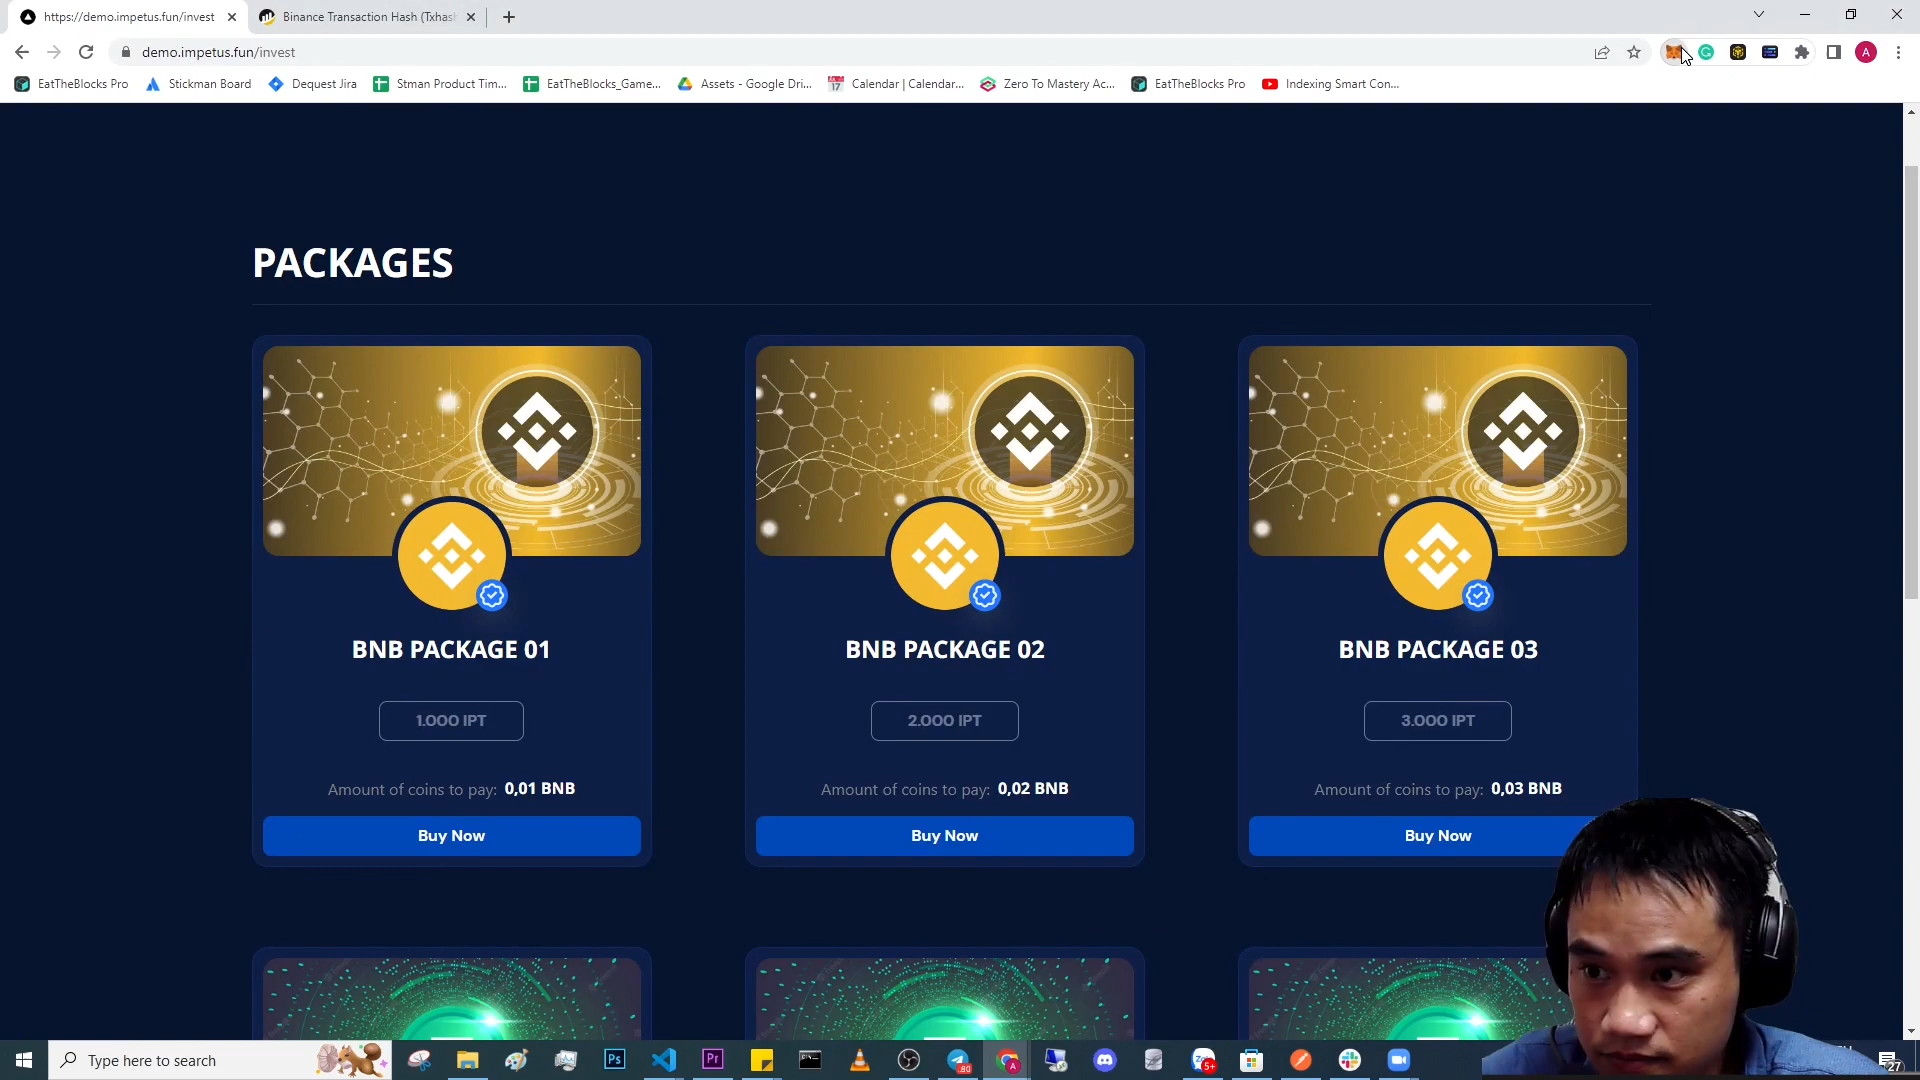 https://demo.impetus.fun/invest
Binance Transaction Hash (Txhas
demo.impetus.fun/invest
EatTheBlocks Pro
Stickman Board
Dequest Jira
Stman Product Tim...
EatTheBlocks_Game...
Assets - Google Dri...
Calendar | Calendar...
Zero To Mastery Ac...
EatTheBlocks Pro
Indexing Smart Con...
PACKAGES
BNB PACKAGE 01
BNB PACKAGE 02
BNB PACKAGE 03
1.000 IPT
2.000 IPT
3.000 IPT
Amount of coins to pay: 0,01 BNB
Amount of coins to pay: 0,02 BNB
Amount of coins to pay: 0,03 BNB
Buy Now
Buy Now
Buy Now
Type here to search
27